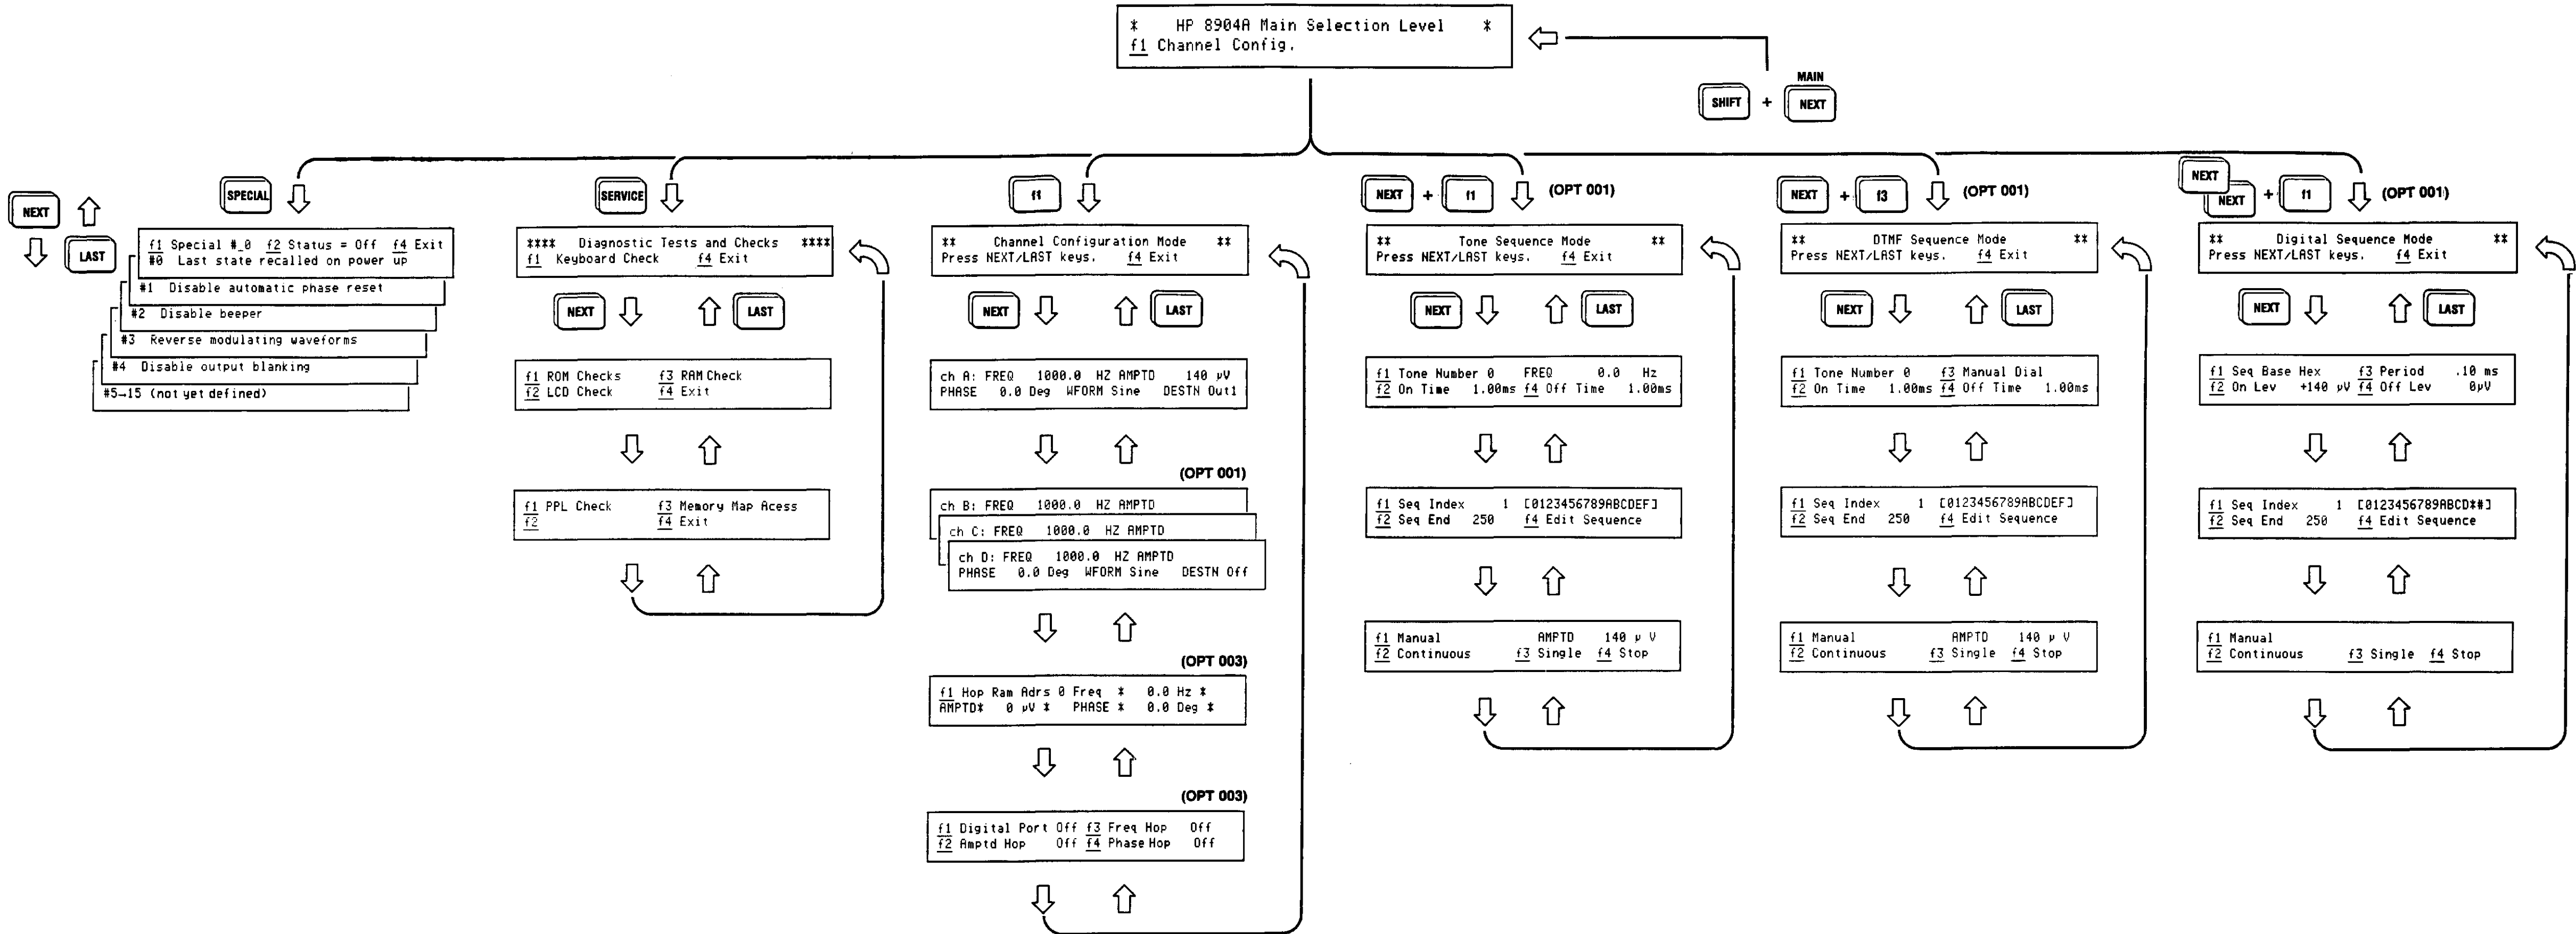 * HP 8904A Main Selection Level *
f1 Channel Config.
MAIN
SHIFT + NEXT
NEXT
LAST
SPECIAL
f1 Special #_0 f2 Status = Off f4 Exit
#0 Last state recalled on power up
#1 Disable automatic phase reset
#2 Disable beeper
#3 Reverse modulating waveforms
#4 Disable output blanking
#5→15 (not yet defined)
SERVICE
**** Diagnostic Tests and Checks ****
f1 Keyboard Check f4 Exit
NEXT LAST
f1 ROM Checks f3 RAM Check
f2 LCD Check f4 Exit
f1 PPL Check f3 Memory Map Acess
f2 f4 Exit
f1
** Channel Configuration Mode **
Press NEXT/LAST keys. f4 Exit
NEXT LAST
ch A: FREQ 1000.0 HZ AMPTD 140 µV
PHASE 0.0 Deg WFORM Sine DESTN Out1
(OPT 001)
ch B: FREQ 1000.0 HZ AMPTD
ch C: FREQ 1000.0 HZ AMPTD
ch D: FREQ 1000.0 HZ AMPTD
PHASE 0.0 Deg WFORM Sine DESTN Off
(OPT 003)
f1 Hop Ram Adrs 0 Freq * 0.0 Hz *
AMPTD* 0 µV * PHASE * 0.0 Deg *
(OPT 003)
f1 Digital Port Off f3 Freq Hop Off
f2 Amptd Hop Off f4 Phase Hop Off
NEXT + f1 (OPT 001)
** Tone Sequence Mode **
Press NEXT/LAST keys. f4 Exit
NEXT LAST
f1 Tone Number 0 FREQ 0.0 Hz
f2 On Time 1.00ms f4 Off Time 1.00ms
f1 Seq Index 1 [0123456789ABCDEF]
f2 Seq End 250 f4 Edit Sequence
f1 Manual AMPTD 140 µ V
f2 Continuous f3 Single f4 Stop
NEXT + f3 (OPT 001)
** DTMF Sequence Mode **
Press NEXT/LAST keys. f4 Exit
NEXT LAST
f1 Tone Number 0 f3 Manual Dial
f2 On Time 1.00ms f4 Off Time 1.00ms
f1 Seq Index 1 [0123456789ABCDEF]
f2 Seq End 250 f4 Edit Sequence
f1 Manual AMPTD 140 µ V
f2 Continuous f3 Single f4 Stop
NEXT
NEXT + f1 (OPT 001)
** Digital Sequence Mode **
Press NEXT/LAST keys. f4 Exit
NEXT LAST
f1 Seq Base Hex f3 Period .10 ms
f2 On Lev +140 µV f4 Off Lev 0µV
f1 Seq Index 1 [0123456789ABCD*#]
f2 Seq End 250 f4 Edit Sequence
f1 Manual
f2 Continuous f3 Single f4 Stop